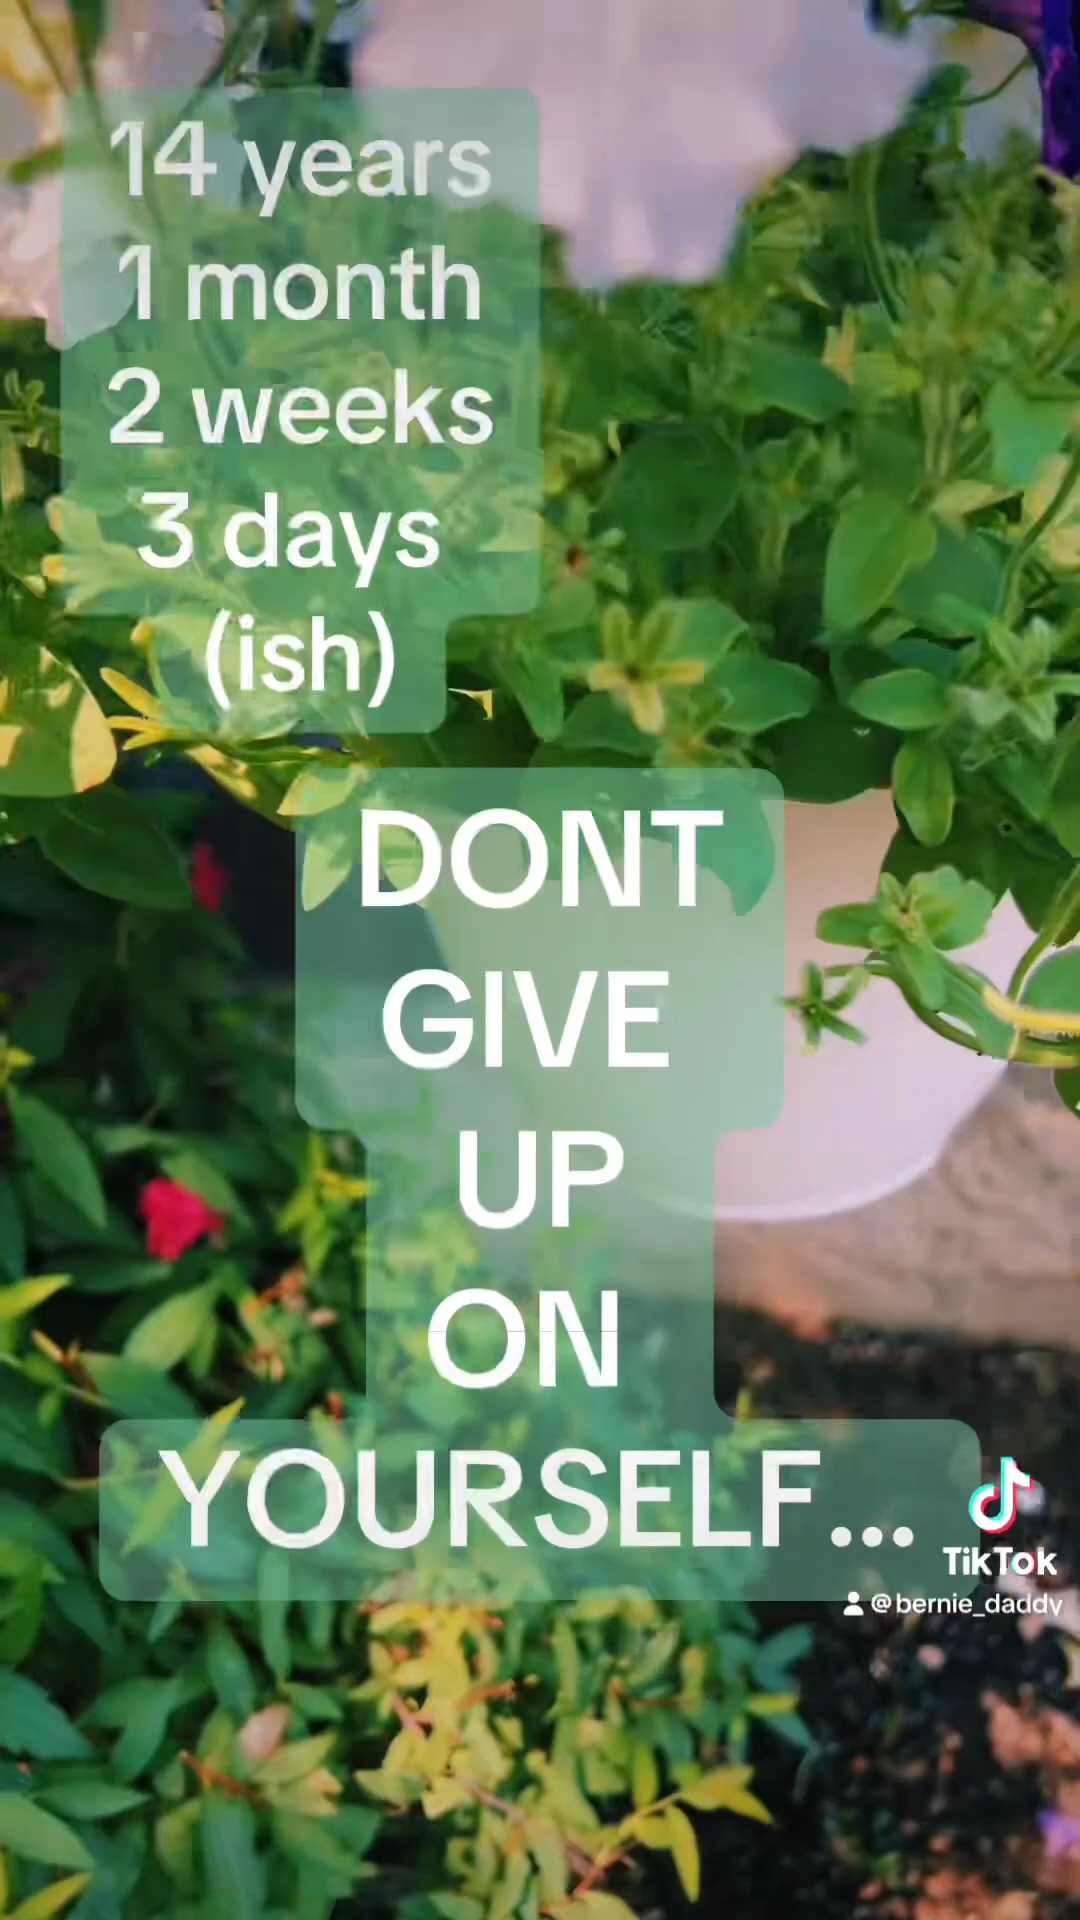 14 years
1 month
2 weeks
3 days
(ish)
DONT
GIVE
UP
ON
YOURSELF...
TikTok
@bernie_daddy